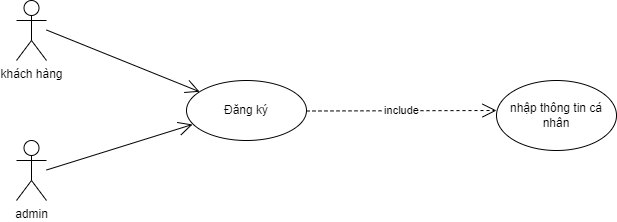 khách hàng
Đăng ký
include
nhập thông tin cá
nhân
admin